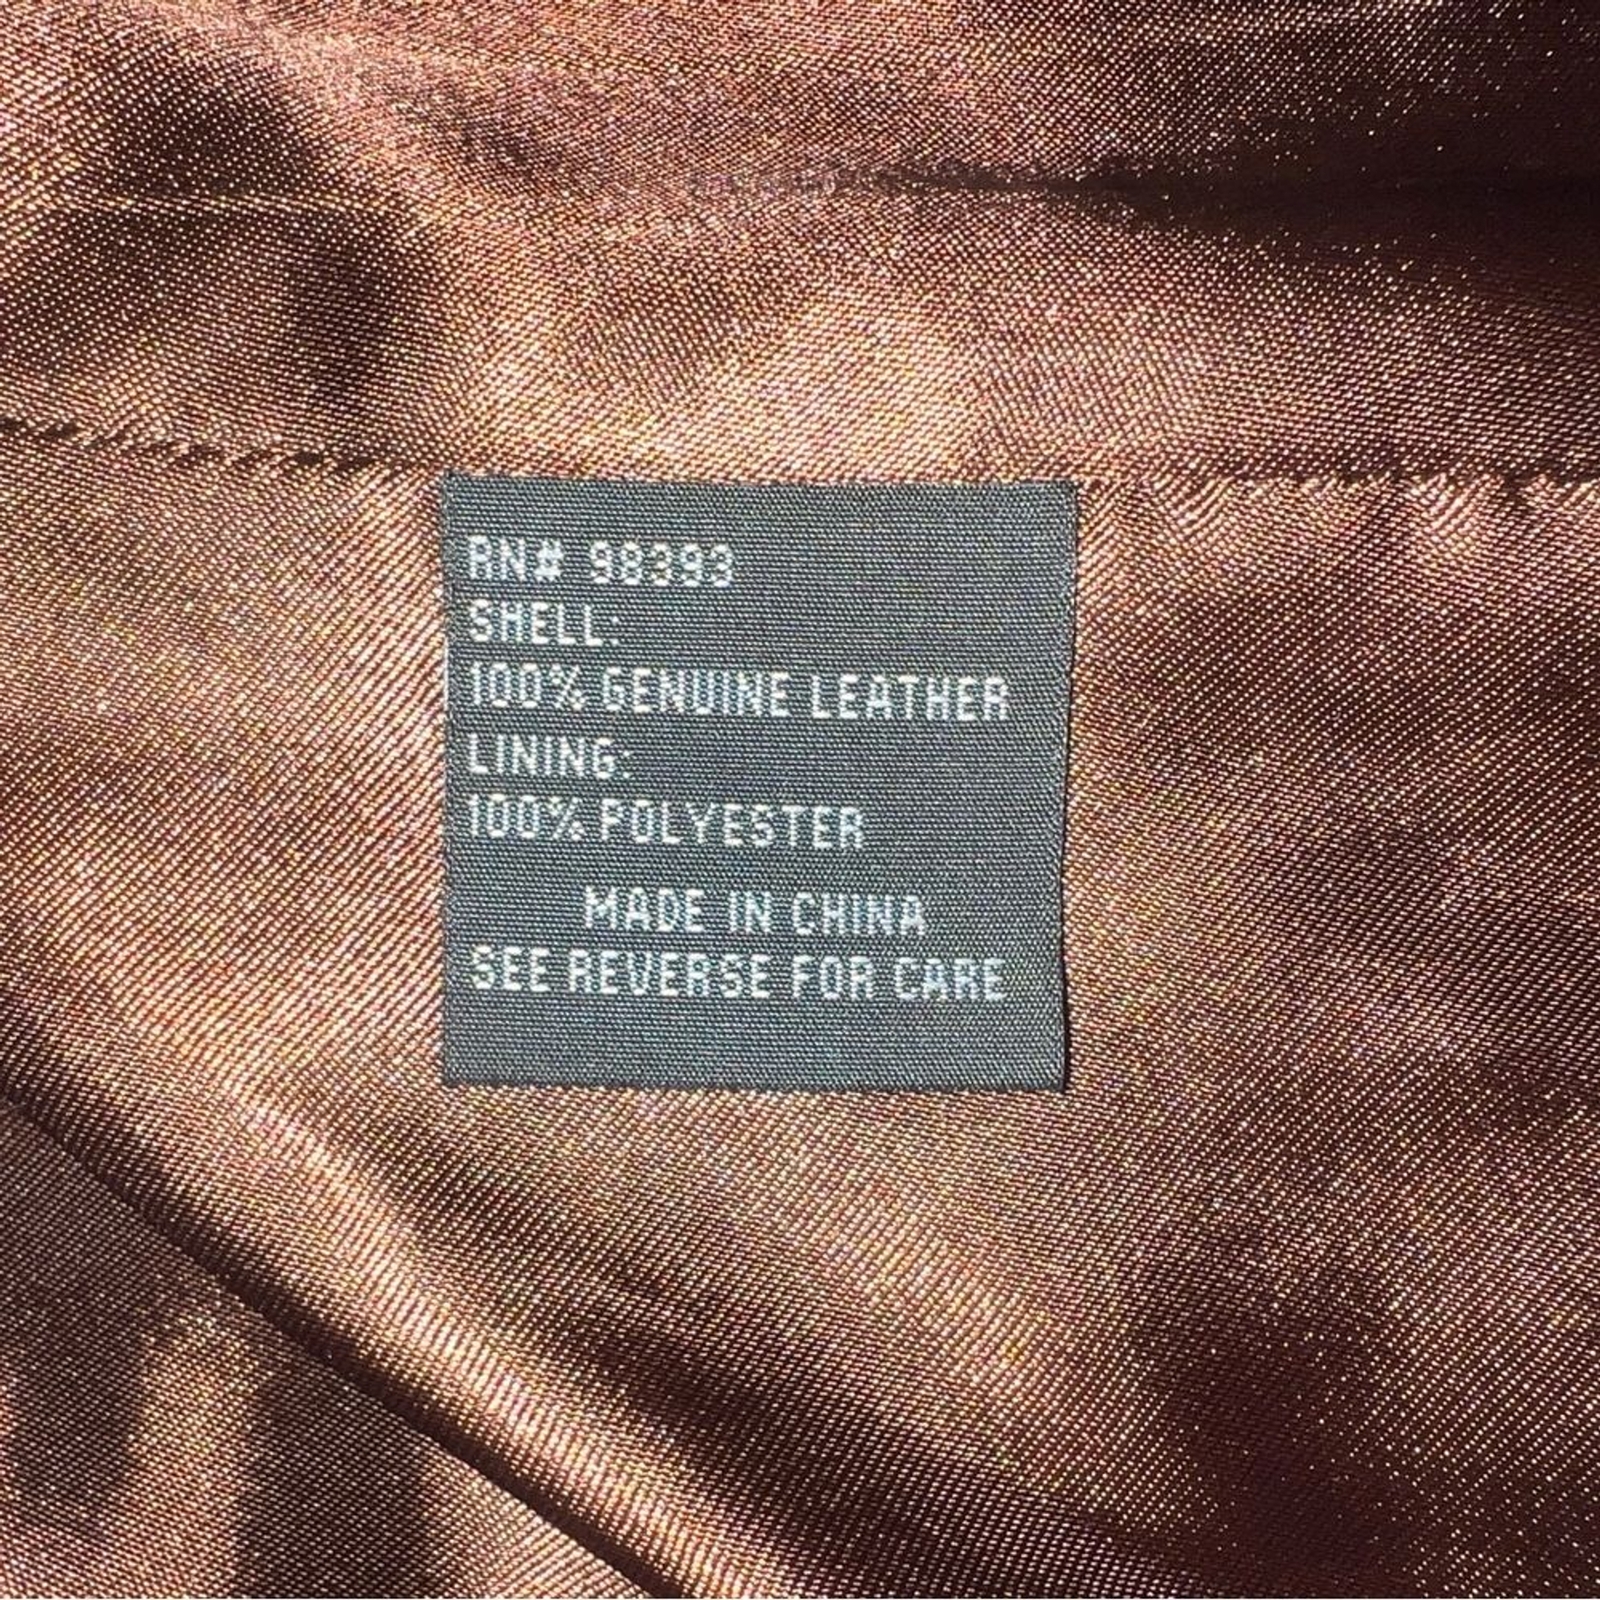 RN# 98393
SHELL:
100% GENUINE LEATHER
LINING:
100% POLYESTER
MADE IN CHINA
SEE REVERSE FOR CARE